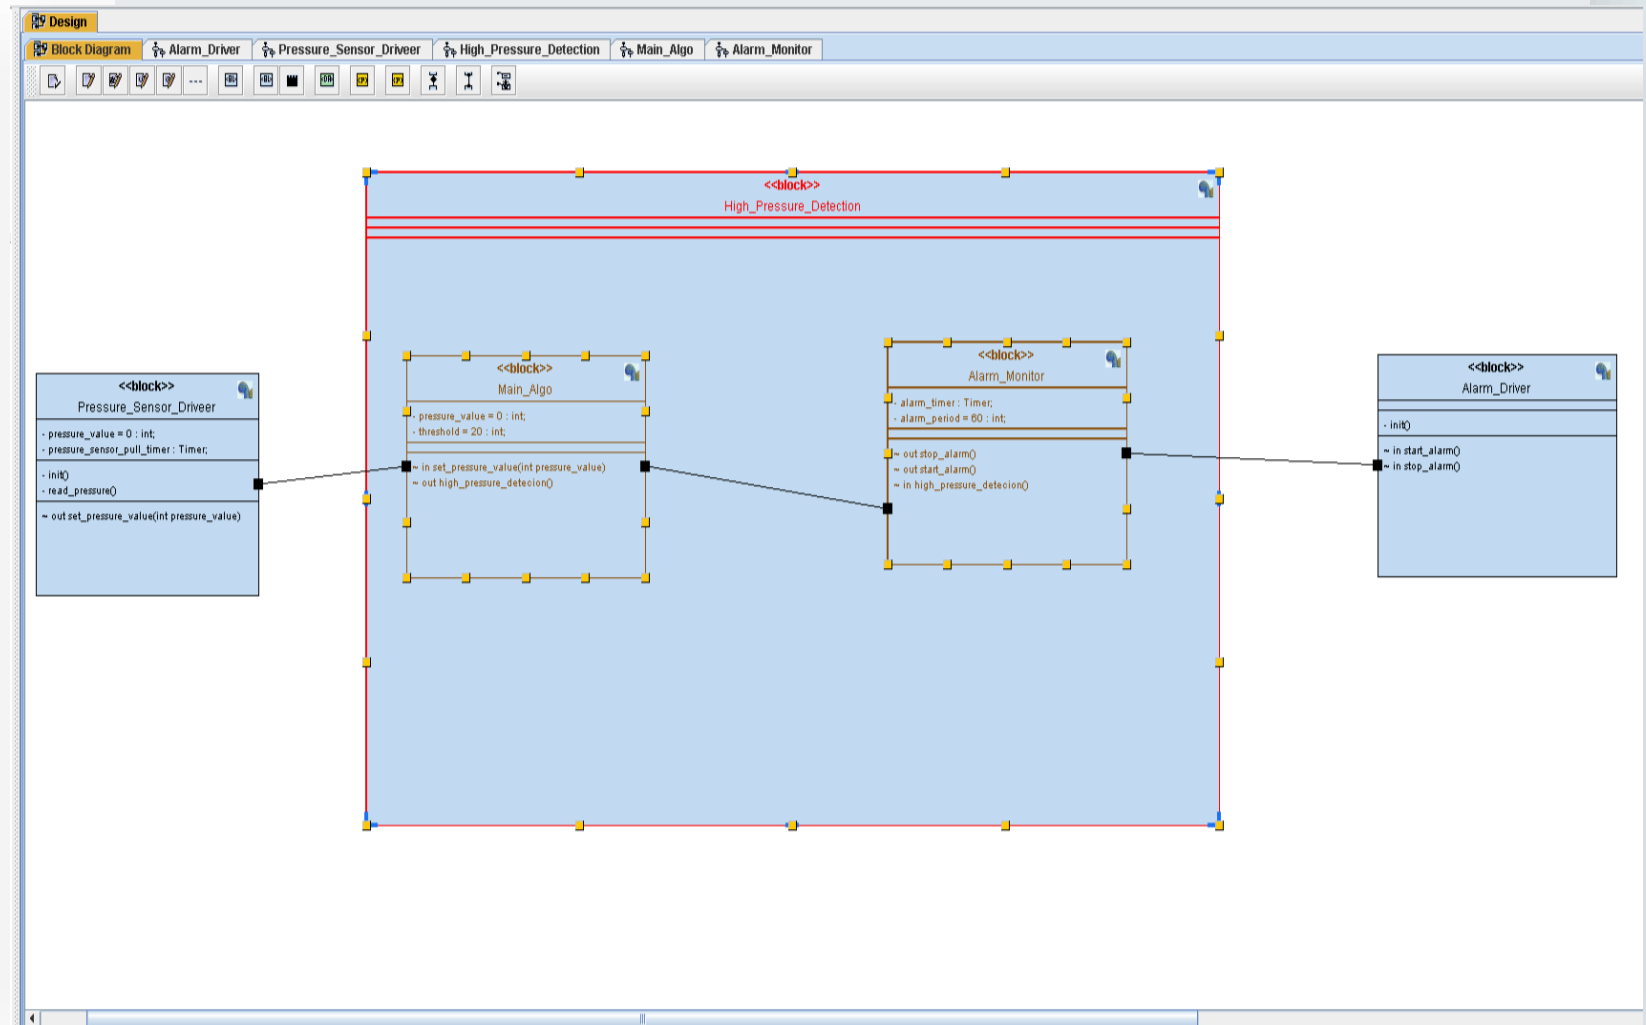 Design
Block Diagram
Alarm_Driver
Pressure_Sensor_Driveer
High_Pressure_Detection
Main_Algo
Alarm_Monitor
<<block>>
High_Pressure_Detection
<<block>>
Pressure_Sensor_Driveer
- pressure_value = 0 : int;
- pressure_sensor_pull_timer : Timer;
- init()
- read_pressure()
~ out set_pressure_value(int pressure_value)
<<block>>
Main_Algo
- pressure_value = 0 : int;
- threshold = 20 : int;
~ in set_pressure_value(int pressure_value)
~ out high_pressure_detecion()
<<block>>
Alarm_Monitor
- alarm_timer : Timer;
- alarm_period = 60 : int;
~ out stop_alarm()
~ out start_alarm()
~ in high_pressure_detecion()
<<block>>
Alarm_Driver
- init()
~ in start_alarm()
~ in stop_alarm()